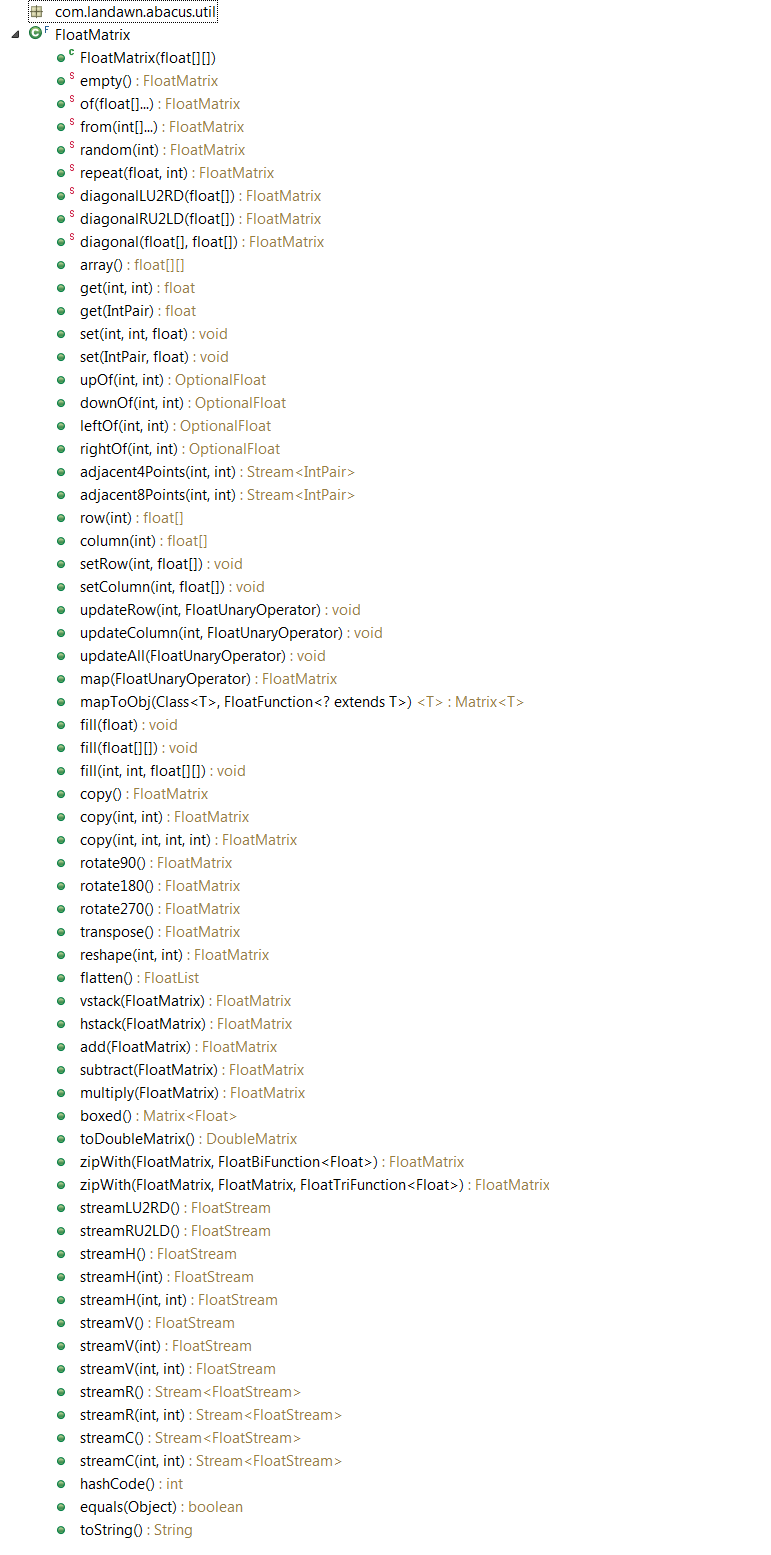 com.landawn.abacus.util
FloatMatrix
FloatMatrix(float[][])
empty() : FloatMatrix
of(float[]...) : FloatMatrix
from(int[]...) : FloatMatrix
random(int) : FloatMatrix
repeat(float, int) : FloatMatrix
diagonalLU2RD(float[]) : FloatMatrix
diagonalRU2LD(float[]) : FloatMatrix
diagonal(float[], float[]) : FloatMatrix
array() : float[][]
get(int, int) : float
get(IntPair) : float
set(int, int, float) : void
set(IntPair, float) : void
upOf(int, int) : OptionalFloat
downOf(int, int) : OptionalFloat
leftOf(int, int) : OptionalFloat
rightOf(int, int) : OptionalFloat
adjacent4Points(int, int) : Stream<IntPair>
adjacent8Points(int, int) : Stream<IntPair>
row(int) : float[]
column(int) : float[]
setRow(int, float[]) : void
setColumn(int, float[]) : void
updateRow(int, FloatUnaryOperator) : void
updateColumn(int, FloatUnaryOperator) : void
updateAll(FloatUnaryOperator) : void
map(FloatUnaryOperator) : FloatMatrix
mapToObj(Class<T>, FloatFunction<? extends T>) <T> : Matrix<T>
fill(float) : void
fill(float[][]) : void
fill(int, int, float[][]) : void
copy() : FloatMatrix
copy(int, int) : FloatMatrix
copy(int, int, int, int) : FloatMatrix
rotate90() : FloatMatrix
rotate180() : FloatMatrix
rotate270() : FloatMatrix
transpose() : FloatMatrix
reshape(int, int) : FloatMatrix
flatten() : FloatList
vstack(FloatMatrix) : FloatMatrix
hstack(FloatMatrix) : FloatMatrix
add(FloatMatrix) : FloatMatrix
subtract(FloatMatrix) : FloatMatrix
multiply(FloatMatrix) : FloatMatrix
boxed() : Matrix<Float>
toDoubleMatrix() : DoubleMatrix
zipWith(FloatMatrix, FloatBiFunction<Float>) : FloatMatrix
zipWith(FloatMatrix, FloatMatrix, FloatTriFunction<Float>) : FloatMatrix
streamLU2RD() : FloatStream
streamRU2LD() : FloatStream
streamH() : FloatStream
streamH(int) : FloatStream
streamH(int, int) : FloatStream
streamV() : FloatStream
streamV(int) : FloatStream
streamV(int, int) : FloatStream
streamR() : Stream<FloatStream>
streamR(int, int) : Stream<FloatStream>
streamC() : Stream<FloatStream>
streamC(int, int) : Stream<FloatStream>
hashCode() : int
equals(Object) : boolean
toString() : String